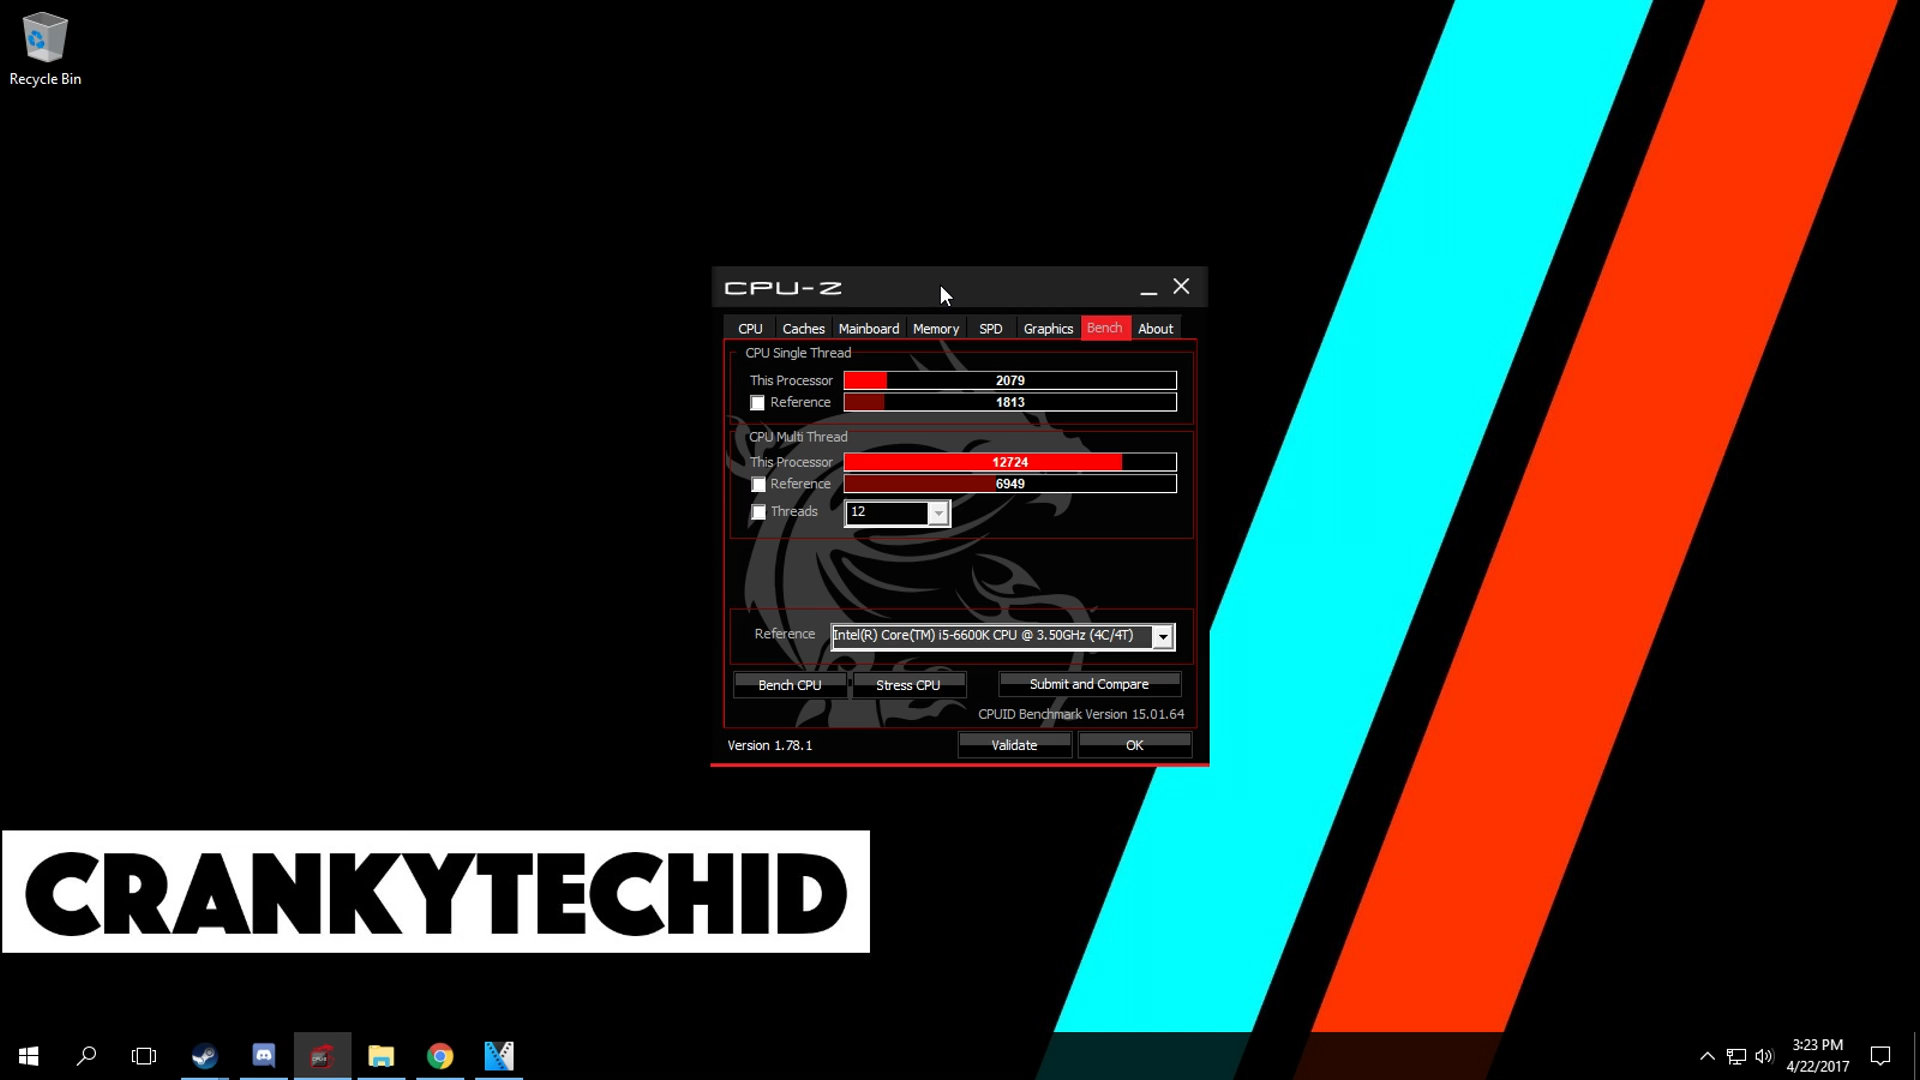 Recycle Bin
CPU-Z
CPU Caches Mainboard Memory SPD Graphics Bench About
CPU Single Thread
This Processor 2079
Reference 1813
CPU Multi Thread
This Processor 12724
Reference 6949
Threads 12
Reference Intel(R) Core(TM) i5-6600K CPU @ 3.50GHz (4C/4T)
Bench CPU Stress CPU Submit and Compare
CPUID Benchmark Version 15.01.64
Version 1.78.1 Validate OK
CRANKYTECHID
3:23 PM
4/22/2017